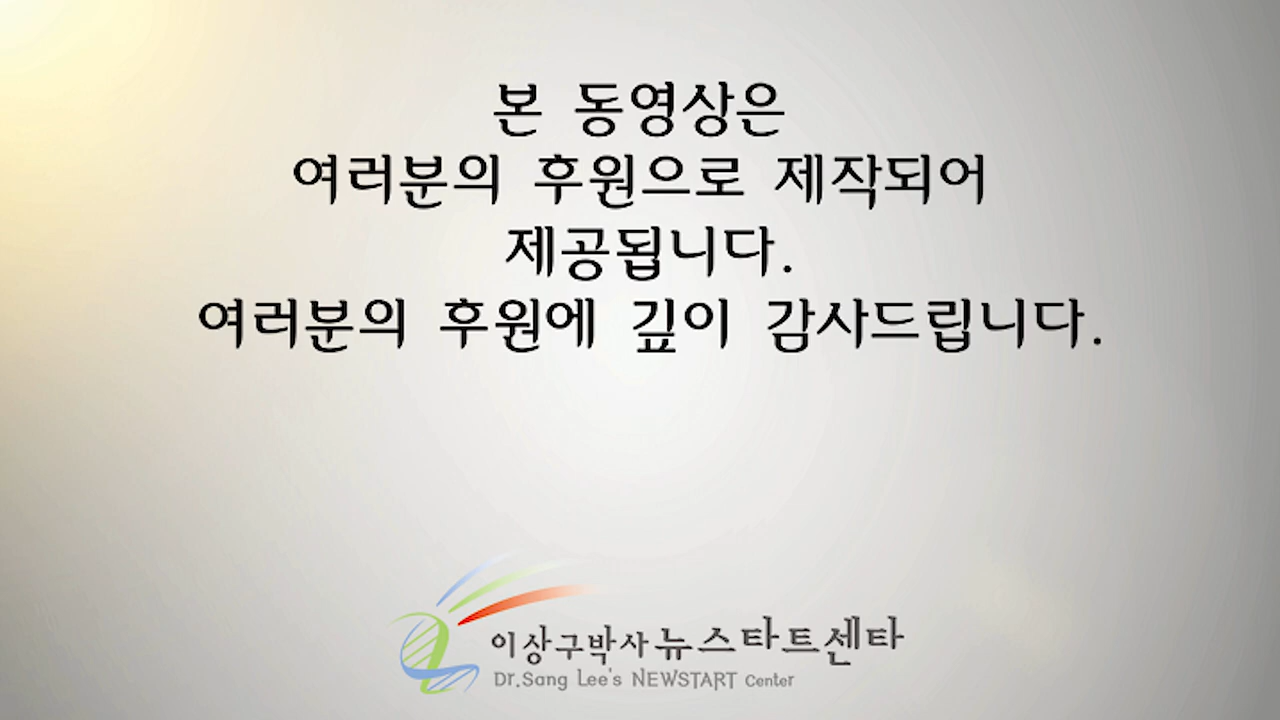 본 동영상은
여러분의 후원으로 제작되어
제공됩니다.
여러분의 후원에 깊이 감사드립니다.
이상구박사 뉴스타트센타
Dr.Sang Lee's NEWSTART Center